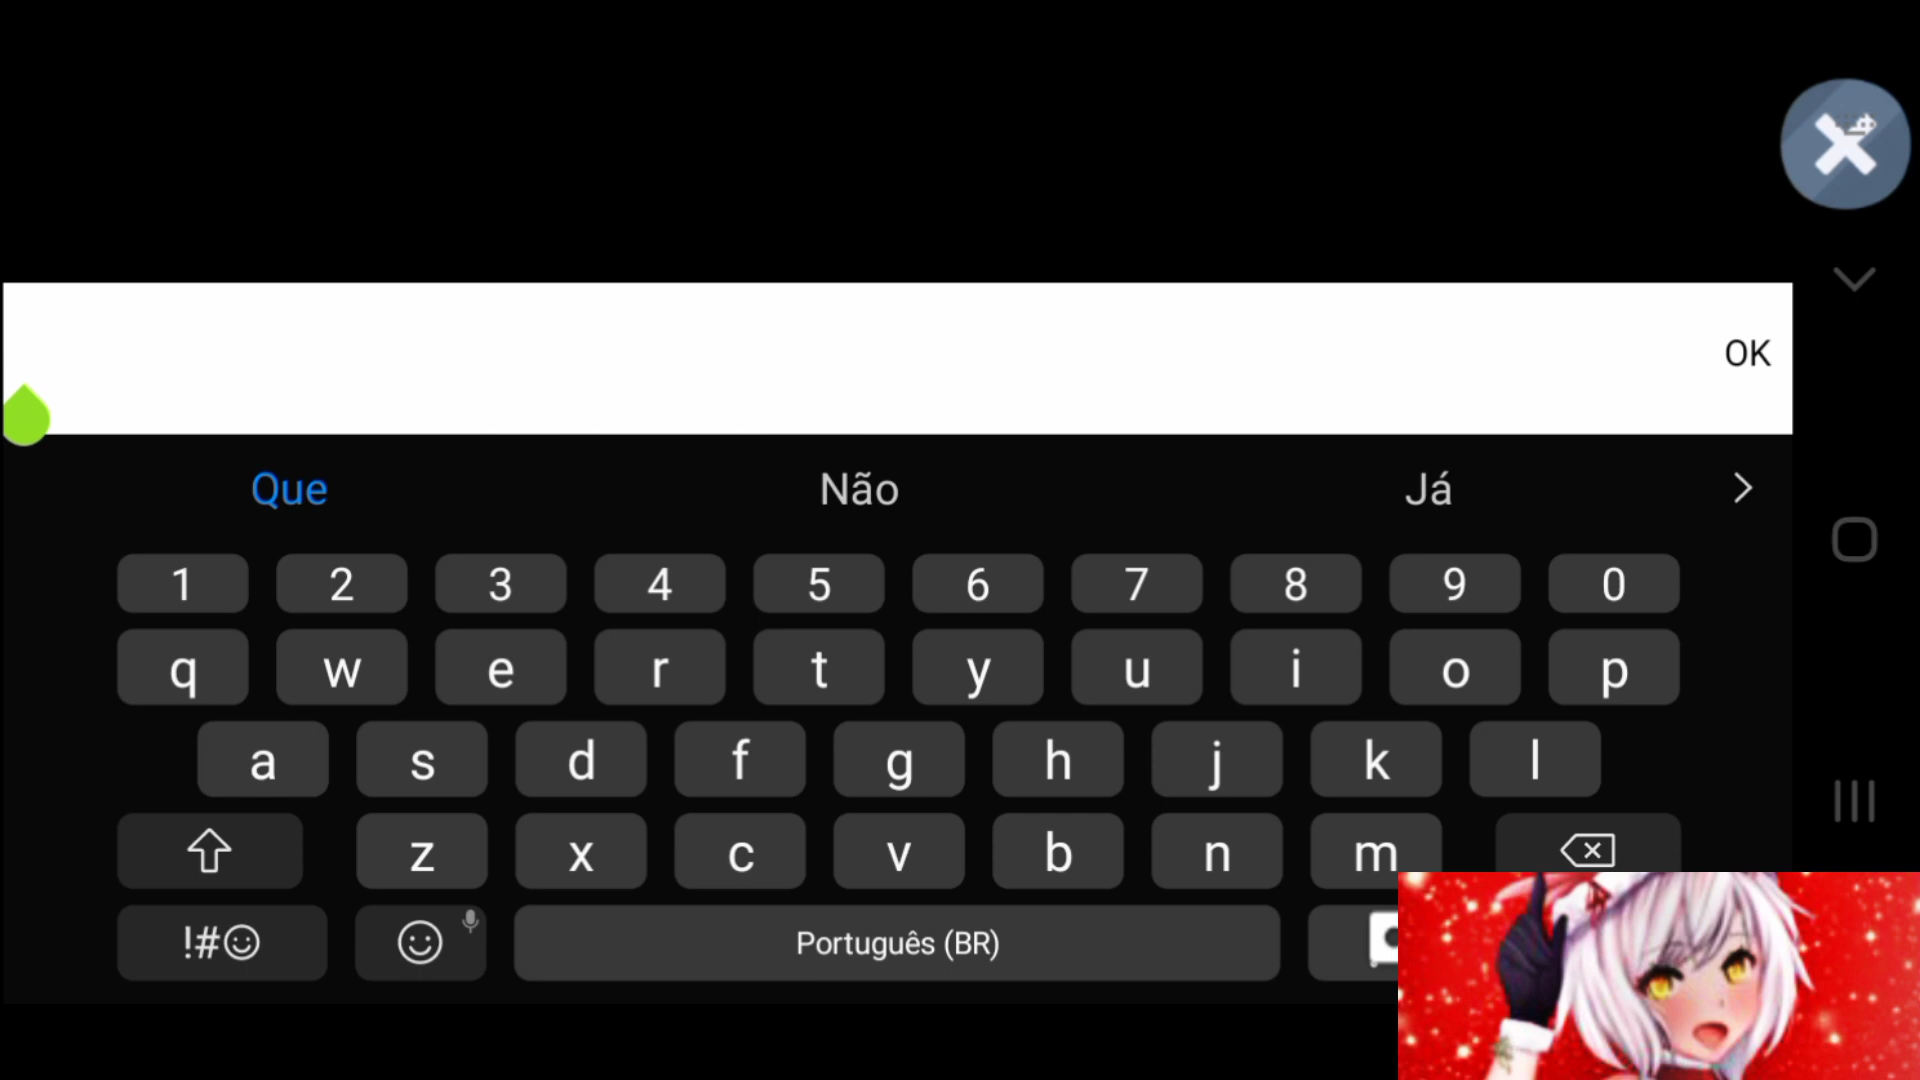 OK
Que Não Já
1 2 3 4 5 6 7 8 9 0
q w e r t y u i o p
a s d f g h j k l
z x c v b n m
!#☺ Português (BR)